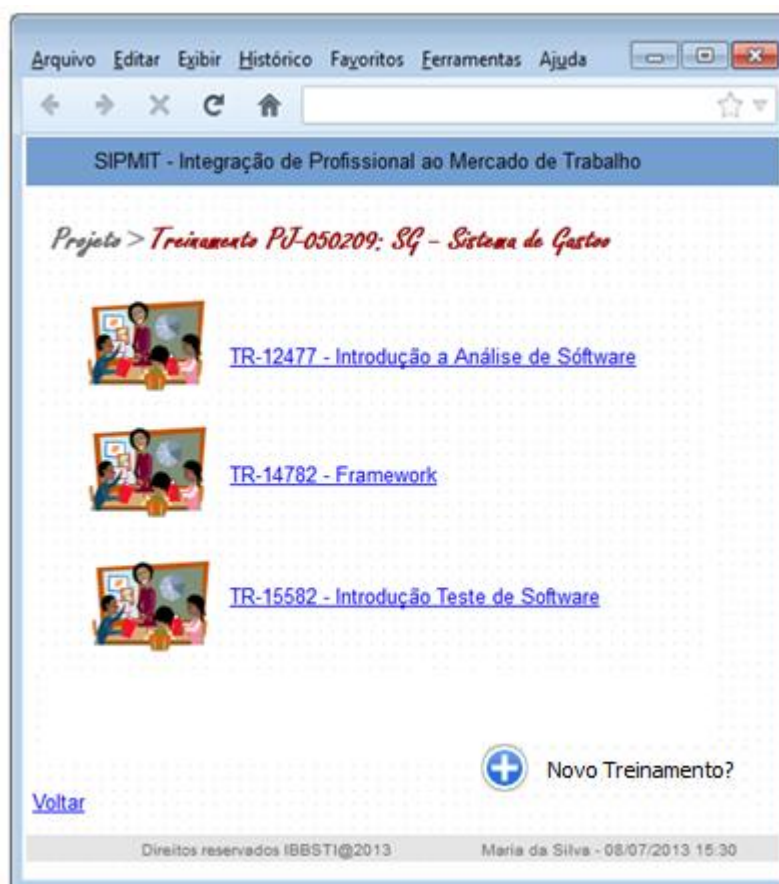 Arquivo Editar Exibir Histórico Favoritos Ferramentas Ajuda
SIPMIT - Integração de Profissional ao Mercado de Trabalho
Projeto > Treinamento PJ-050209: SG - Sistema de Gastoo
TR-12477 - Introdução a Análise de Sóftware
TR-14782 - Framework
TR-15582 - Introdução Teste de Software
Novo Treinamento?
Voltar
Direitos reservados IBBSTI@2013 Maria da Silva - 08/07/2013 15:30